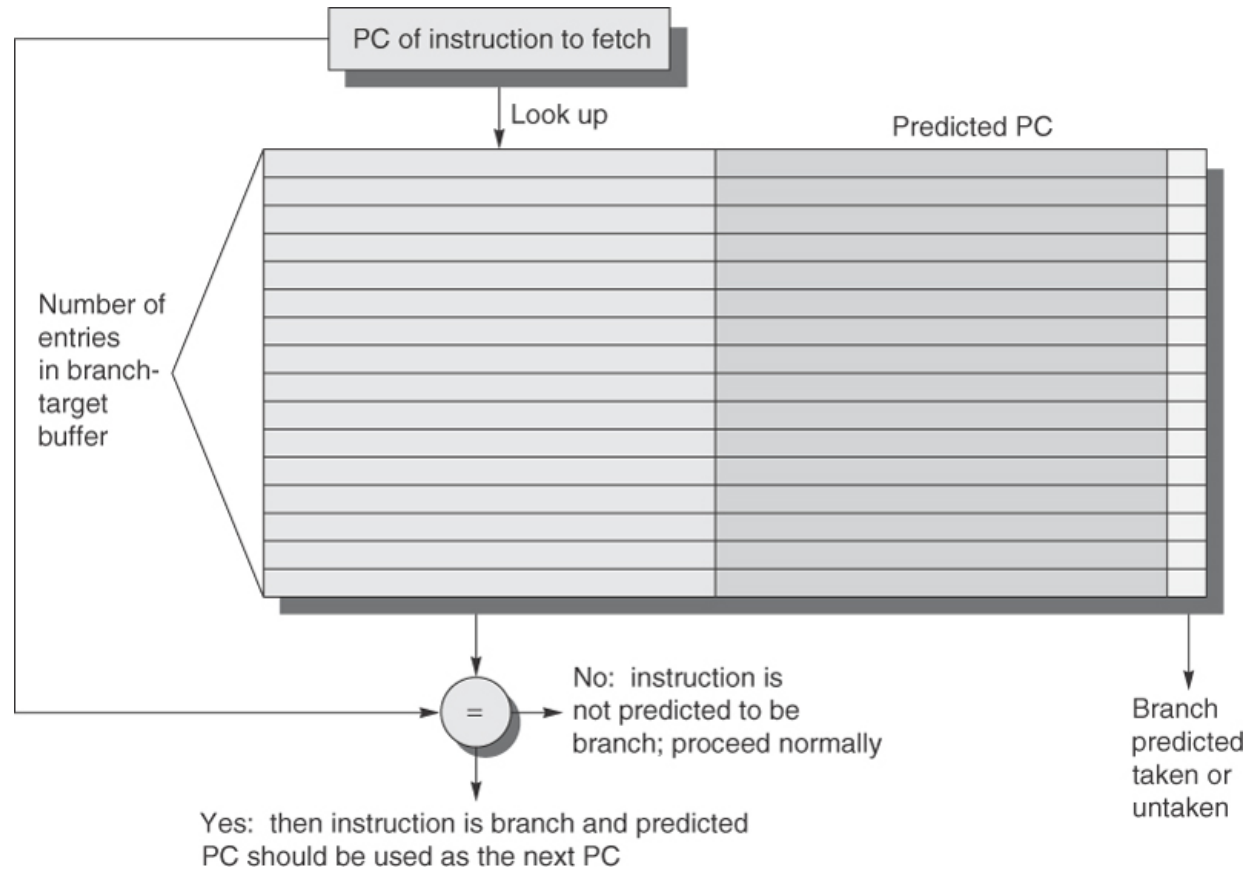 PC of instruction to fetch
Look up
Predicted PC
Number of
entries
in branch-
target
buffer
=
No: instruction is
not predicted to be
branch; proceed normally
Branch
predicted
taken or
untaken
Yes: then instruction is branch and predicted
PC should be used as the next PC